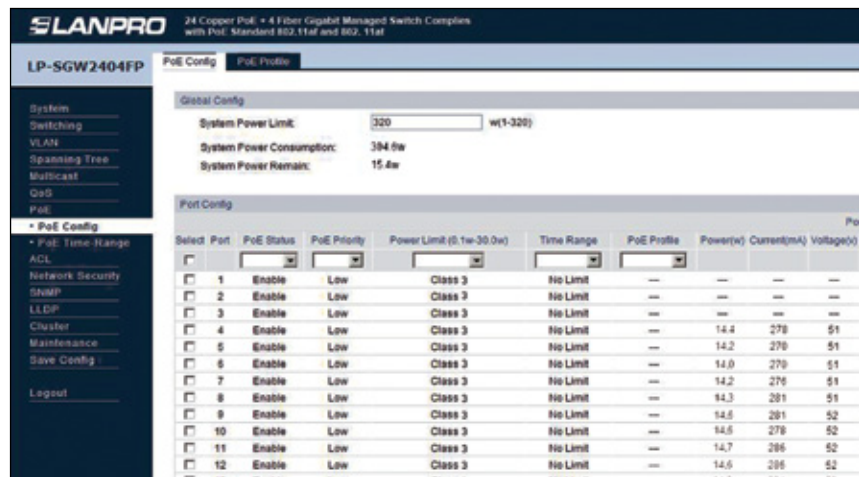 LANPRO
24 Copper PoE + 4 Fiber Gigabit Managed Switch Complies
with PoE Standard 802.11af and 802.11at
LP-SGW2404FP
PoE Config PoE Profile
System
Switching
VLAN
Spanning Tree
Multicast
QoS
PoE
• PoE Config
• PoE Time-Range
ACL
Network Security
SNMP
LLDP
Cluster
Maintenance
Save Config
Logout
Global Config
System Power Limit: 320 w(1-320)
System Power Consumption: 304.6w
System Power Remain: 15.4w
Port Config
Po
Select Port PoE Status PoE Priority Power Limit (0.1w-30.0w) Time Range PoE Profile Power(w) Current(mA) Voltage(v)
1 Enable Low Class 3 No Limit — — — —
2 Enable Low Class 3 No Limit — — — —
3 Enable Low Class 3 No Limit — — — —
4 Enable Low Class 3 No Limit — 14.4 278 51
5 Enable Low Class 3 No Limit — 14.2 270 51
6 Enable Low Class 3 No Limit — 14,0 270 51
7 Enable Low Class 3 No Limit — 14,2 276 51
8 Enable Low Class 3 No Limit — 14,3 281 51
9 Enable Low Class 3 No Limit — 14,6 281 52
10 Enable Low Class 3 No Limit — 14,6 278 52
11 Enable Low Class 3 No Limit — 14,7 286 52
12 Enable Low Class 3 No Limit — 14,6 286 52